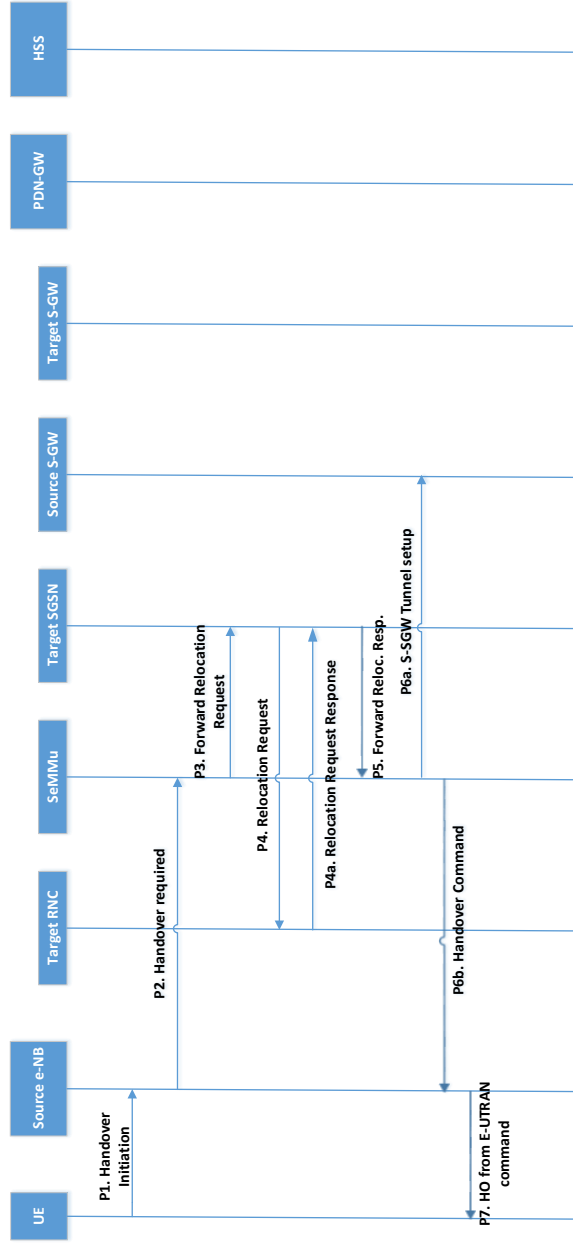 UE
Source e-NB
Target RNC
SeMMu
Target SGSN
Source S-GW
Target S-GW
PDN-GW
HSS
P1. Handover
Initiation
P2. Handover required
P3. Forward Relocation
Request
P4. Relocation Request
P4a. Relocation Request Response
P5. Forward Reloc. Resp.
P6a. S-SGW Tunnel setup
P6b. Handover Command
P7. HO from E-UTRAN
command